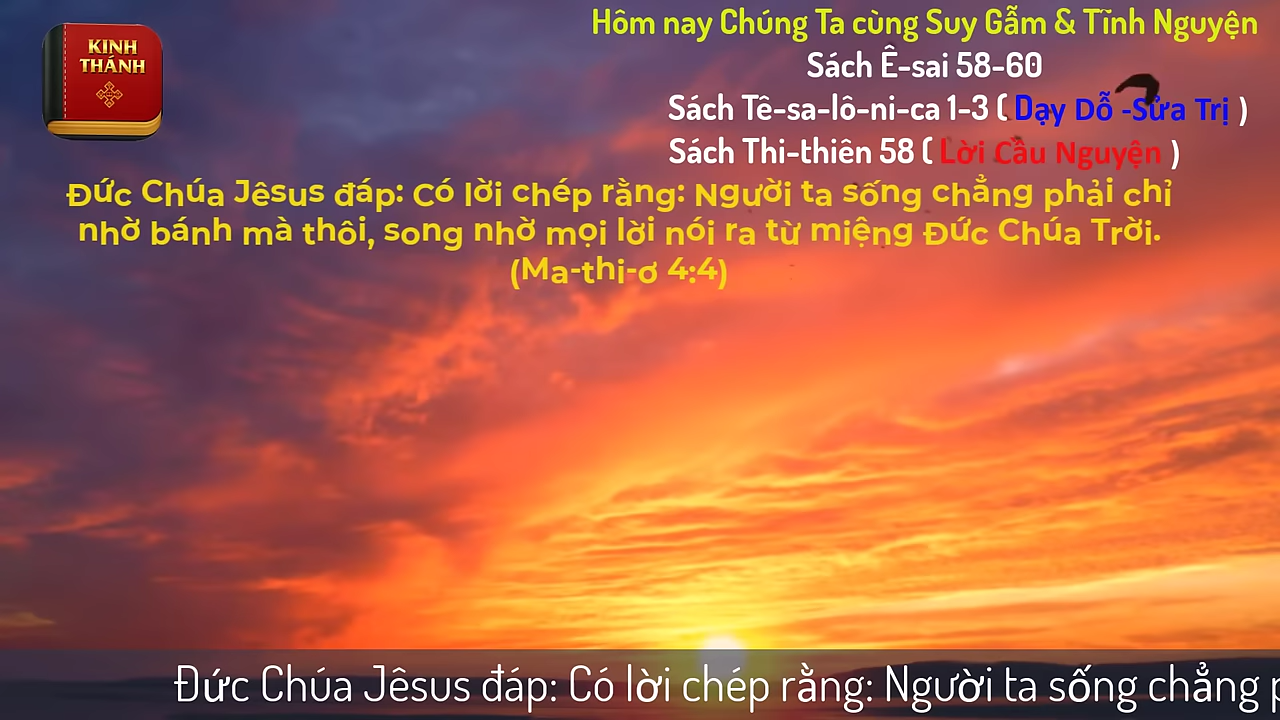 KINH
THÁNH
Hôm nay Chúng Ta cùng Suy Gẫm & Tĩnh Nguyện
Sách Ê-sai 58-60
Sách Tê-sa-lô-ni-ca 1-3 ( Dạy Dỗ -Sửa Trị )
Sách Thi-thiên 58 ( Lời Cầu Nguyện )
Đức Chúa Jêsus đáp: Có lời chép rằng: Người ta sống chẳng phải chỉ
nhờ bánh mà thôi, song nhờ mọi lời nói ra từ miệng Đức Chúa Trời.
(Ma-thi-ơ 4:4)
Đức Chúa Jêsus đáp: Có lời chép rằng: Người ta sống chẳng p